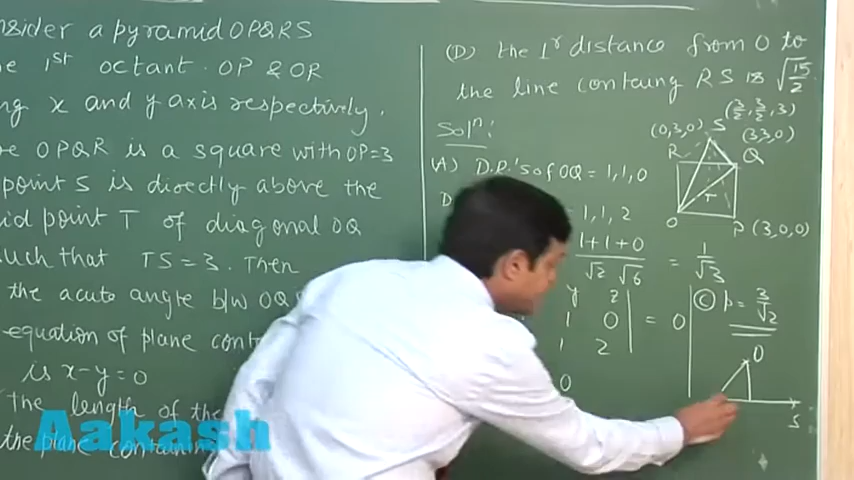 nsider a pyramid OPQRS
e 1st octant. OP & OR
ng x and y axis respectively.
e OPQR is a square with OP=3
point S is directly above the
id point T of diagonal OQ
such that TS = 3. Then
the acute angle b/w OQ
equation of plane cont
is x-y=0
The length of the
the plane containin
Aakash
(D) the 1r distance from O to
the line contaung RS is √15/2
Soln:
(3/2, 3/2, 3)
(0,3,0) S (3,3,0)
R Q
T
O P (3,0,0)
(A) D.R.'s of OQ = 1,1,0
D = 1,1,2
1+1+0/√2 √6 = 1/√3
y z
1 0 = 0
1 2
0
(C) p = 3/√2
O
S